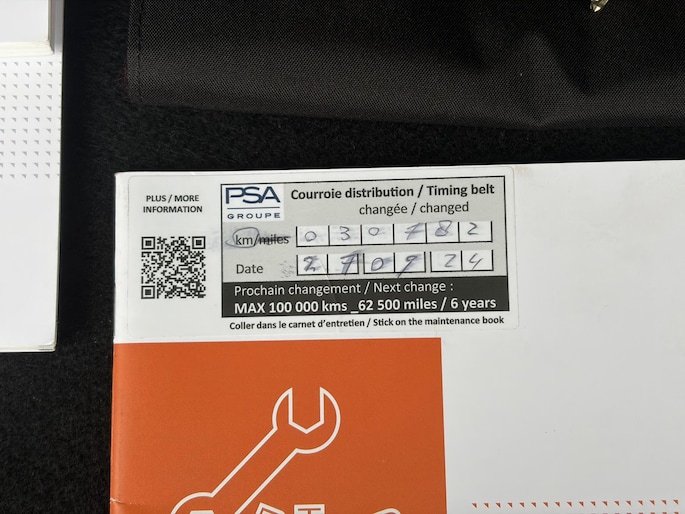 PLUS / MORE
INFORMATION
PSA
GROUPE
Courroie distribution / Timing belt
changée / changed
km/miles 030782
Date 270924
Prochain changement / Next change :
MAX 100 000 kms _62 500 miles / 6 years
Coller dans le carnet d'entretien / Stick on the maintenance book